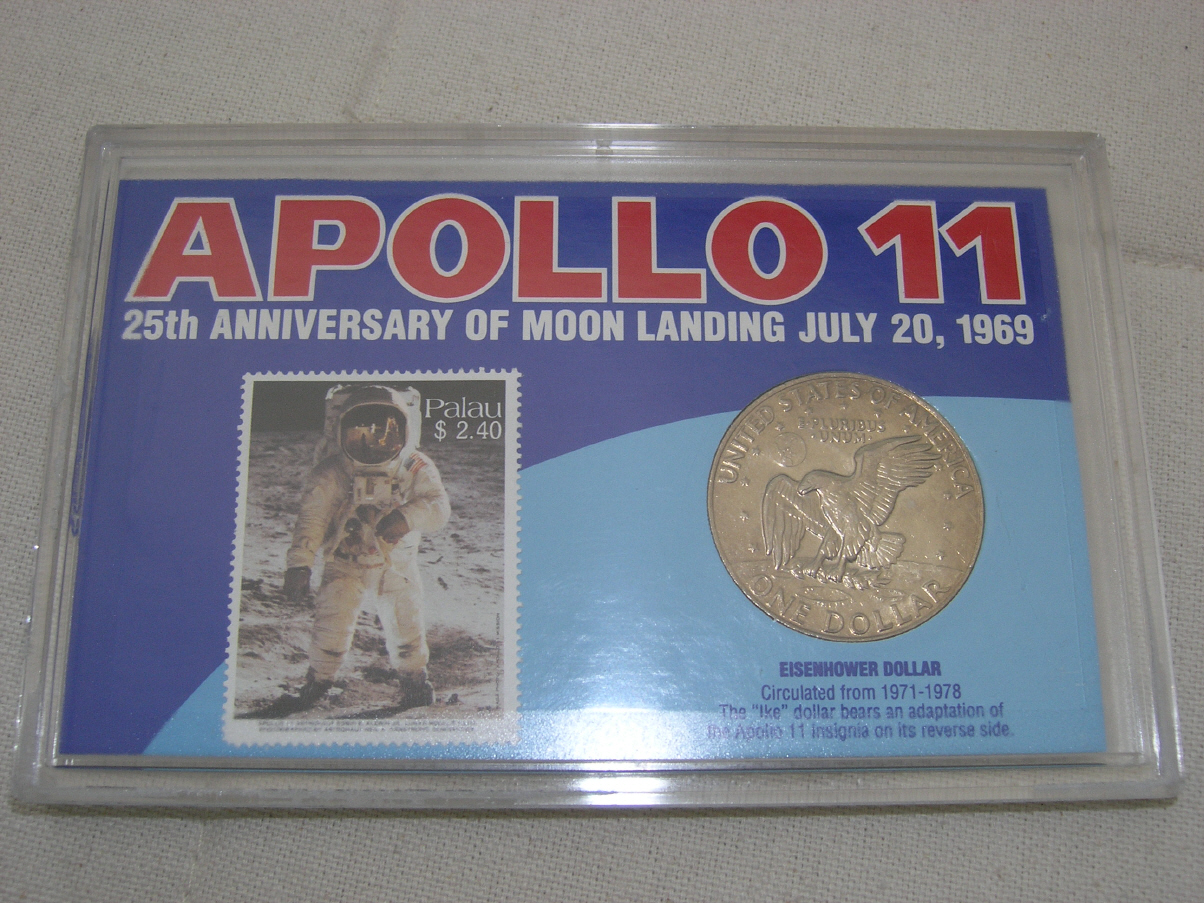 APOLLO 11
25th ANNIVERSARY OF MOON LANDING JULY 20, 1969
Palau
$ 2.40
UNITED STATES OF AMERICA
E PLURIBUS
UNUM
ONE DOLLAR
EISENHOWER DOLLAR
Circulated from 1971-1978
The "Ike" dollar bears an adaptation of
the Apollo 11 insignia on its reverse side.